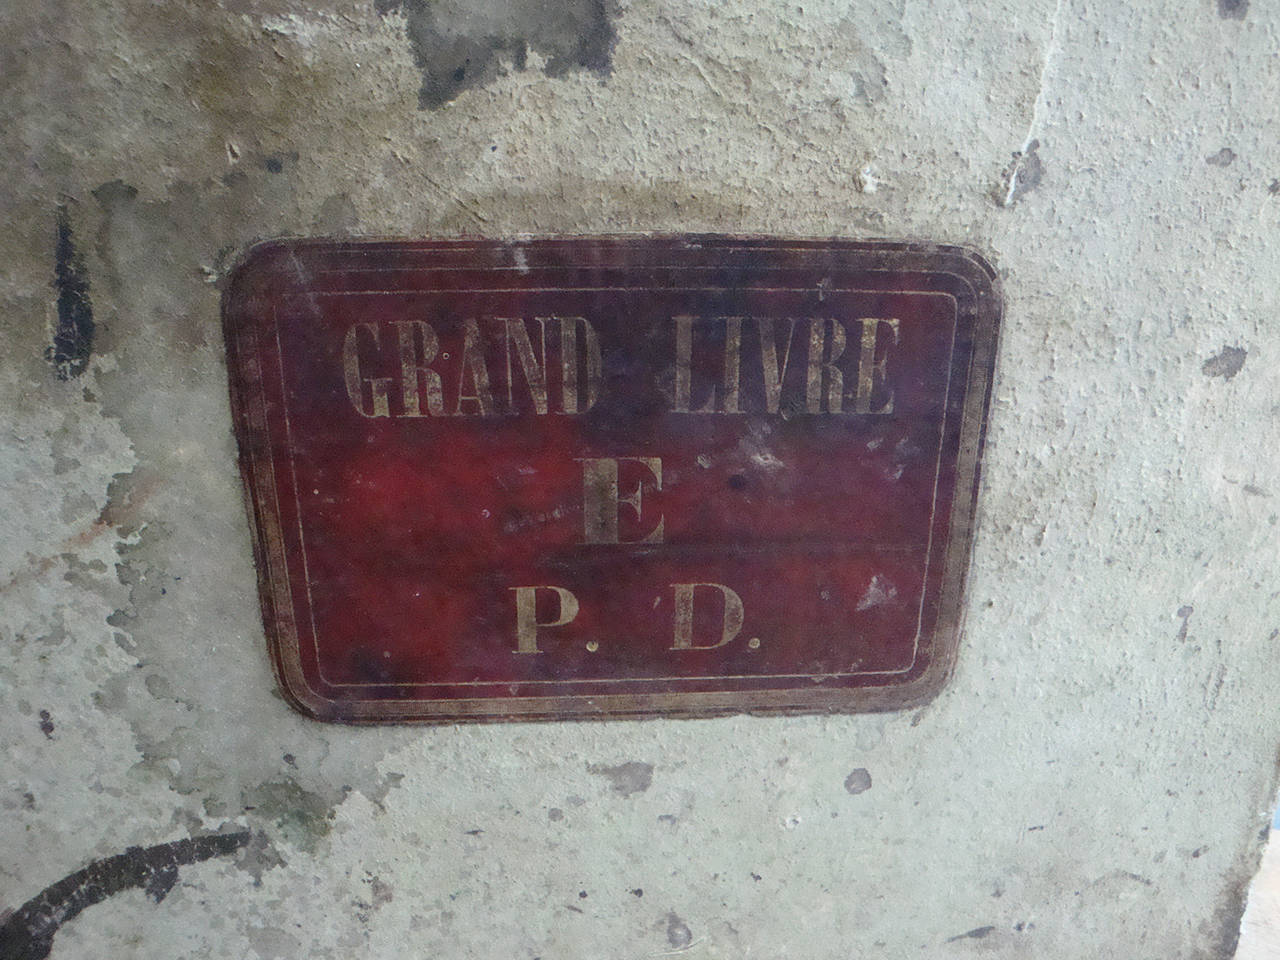 GRAND LIVRE
E
P. D.